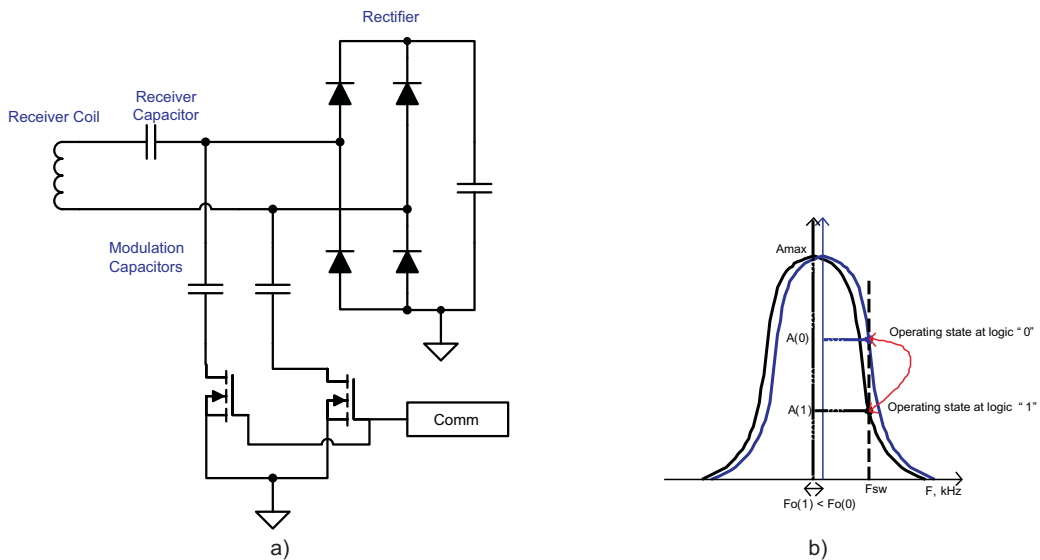 Rectifier
Receiver
Capacitor
Receiver Coil
Modulation
Capacitors
Comm
a)
Amax
A(0)
Operating state at logic “ 0”
A(1)
Operating state at logic “ 1”
Fsw
F, kHz
Fo(1) < Fo(0)
b)